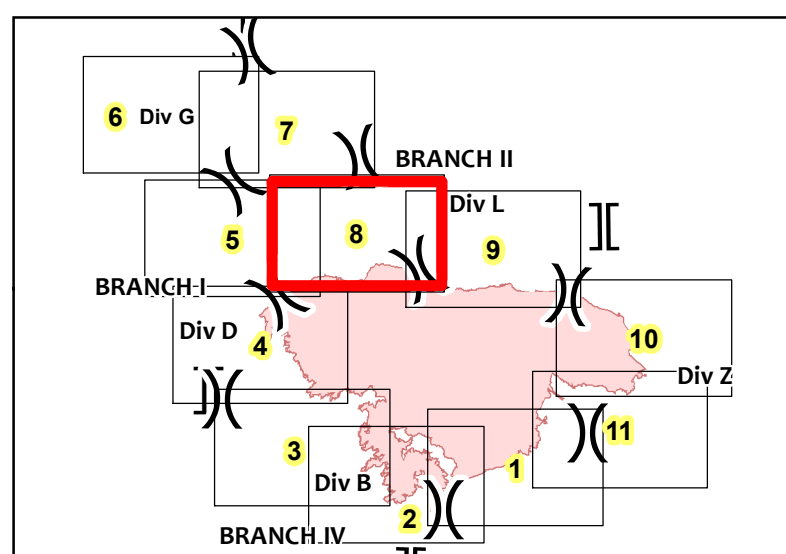 6 Div G
7
BRANCH II
Div L
5
8
9
BRANCH I
Div D
4
10
Div Z
3
11
1
Div B
2
BRANCH IV